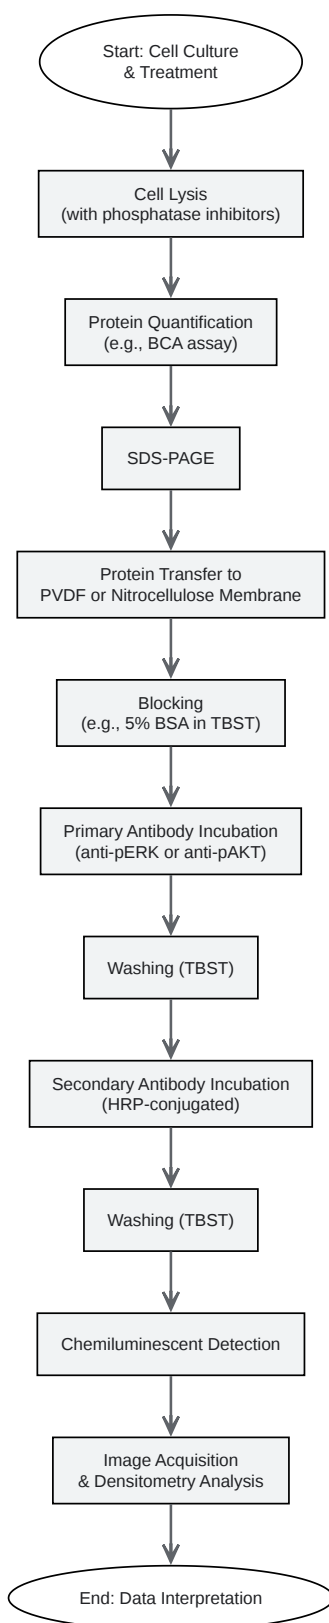 Start: Cell Culture
& Treatment
Cell Lysis
(with phosphatase inhibitors)
Protein Quantification
(e.g., BCA assay)
SDS-PAGE
Protein Transfer to
PVDF or Nitrocellulose Membrane
Blocking
(e.g., 5% BSA in TBST)
Primary Antibody Incubation
(anti-pERK or anti-pAKT)
Washing (TBST)
Secondary Antibody Incubation
(HRP-conjugated)
Washing (TBST)
Chemiluminescent Detection
Image Acquisition
& Densitometry Analysis
End: Data Interpretation